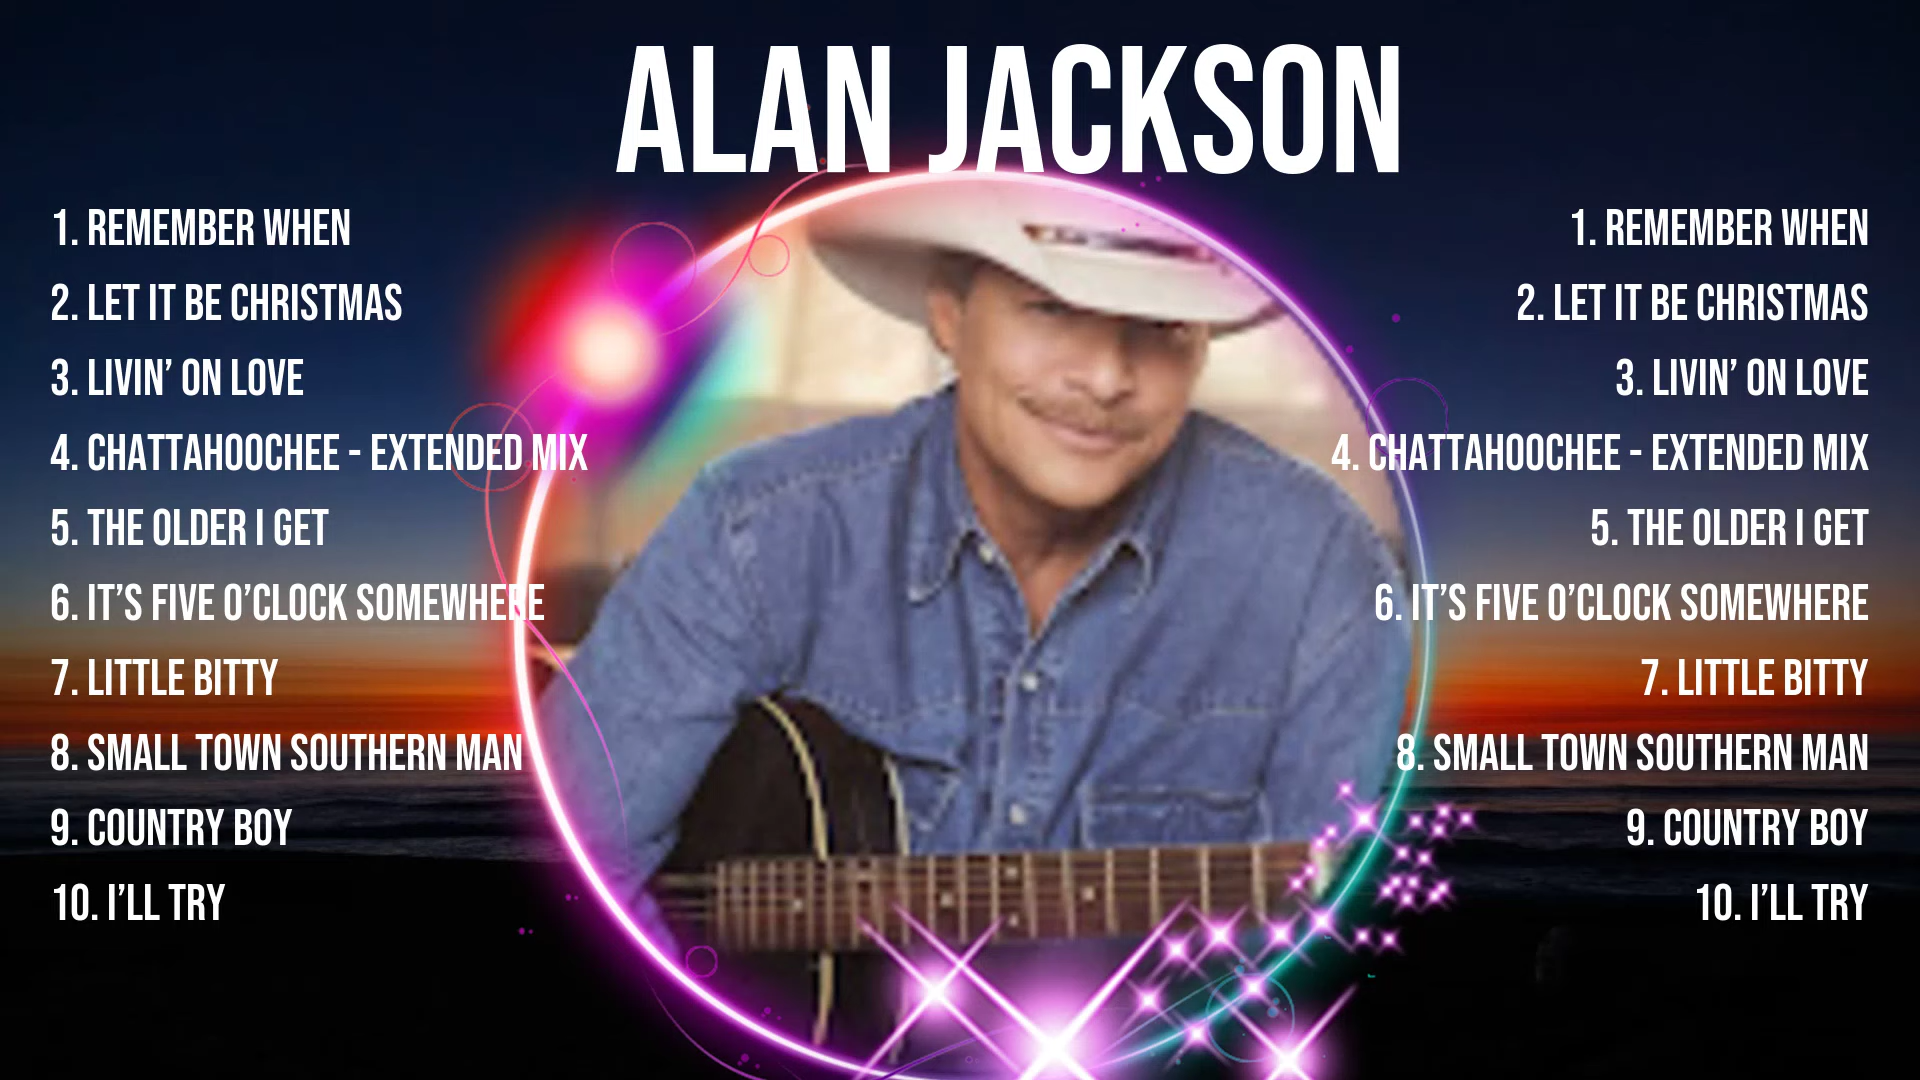 ALAN JACKSON
1. REMEMBER WHEN
2. LET IT BE CHRISTMAS
3. LIVIN’ ON LOVE
4. CHATTAHOOCHEE - EXTENDED MIX
5. THE OLDER I GET
6. IT’S FIVE O’CLOCK SOMEWHERE
7. LITTLE BITTY
8. SMALL TOWN SOUTHERN MAN
9. COUNTRY BOY
10. I’LL TRY
1. REMEMBER WHEN
2. LET IT BE CHRISTMAS
3. LIVIN’ ON LOVE
4. CHATTAHOOCHEE - EXTENDED MIX
5. THE OLDER I GET
6. IT’S FIVE O’CLOCK SOMEWHERE
7. LITTLE BITTY
8. SMALL TOWN SOUTHERN MAN
9. COUNTRY BOY
10. I’LL TRY